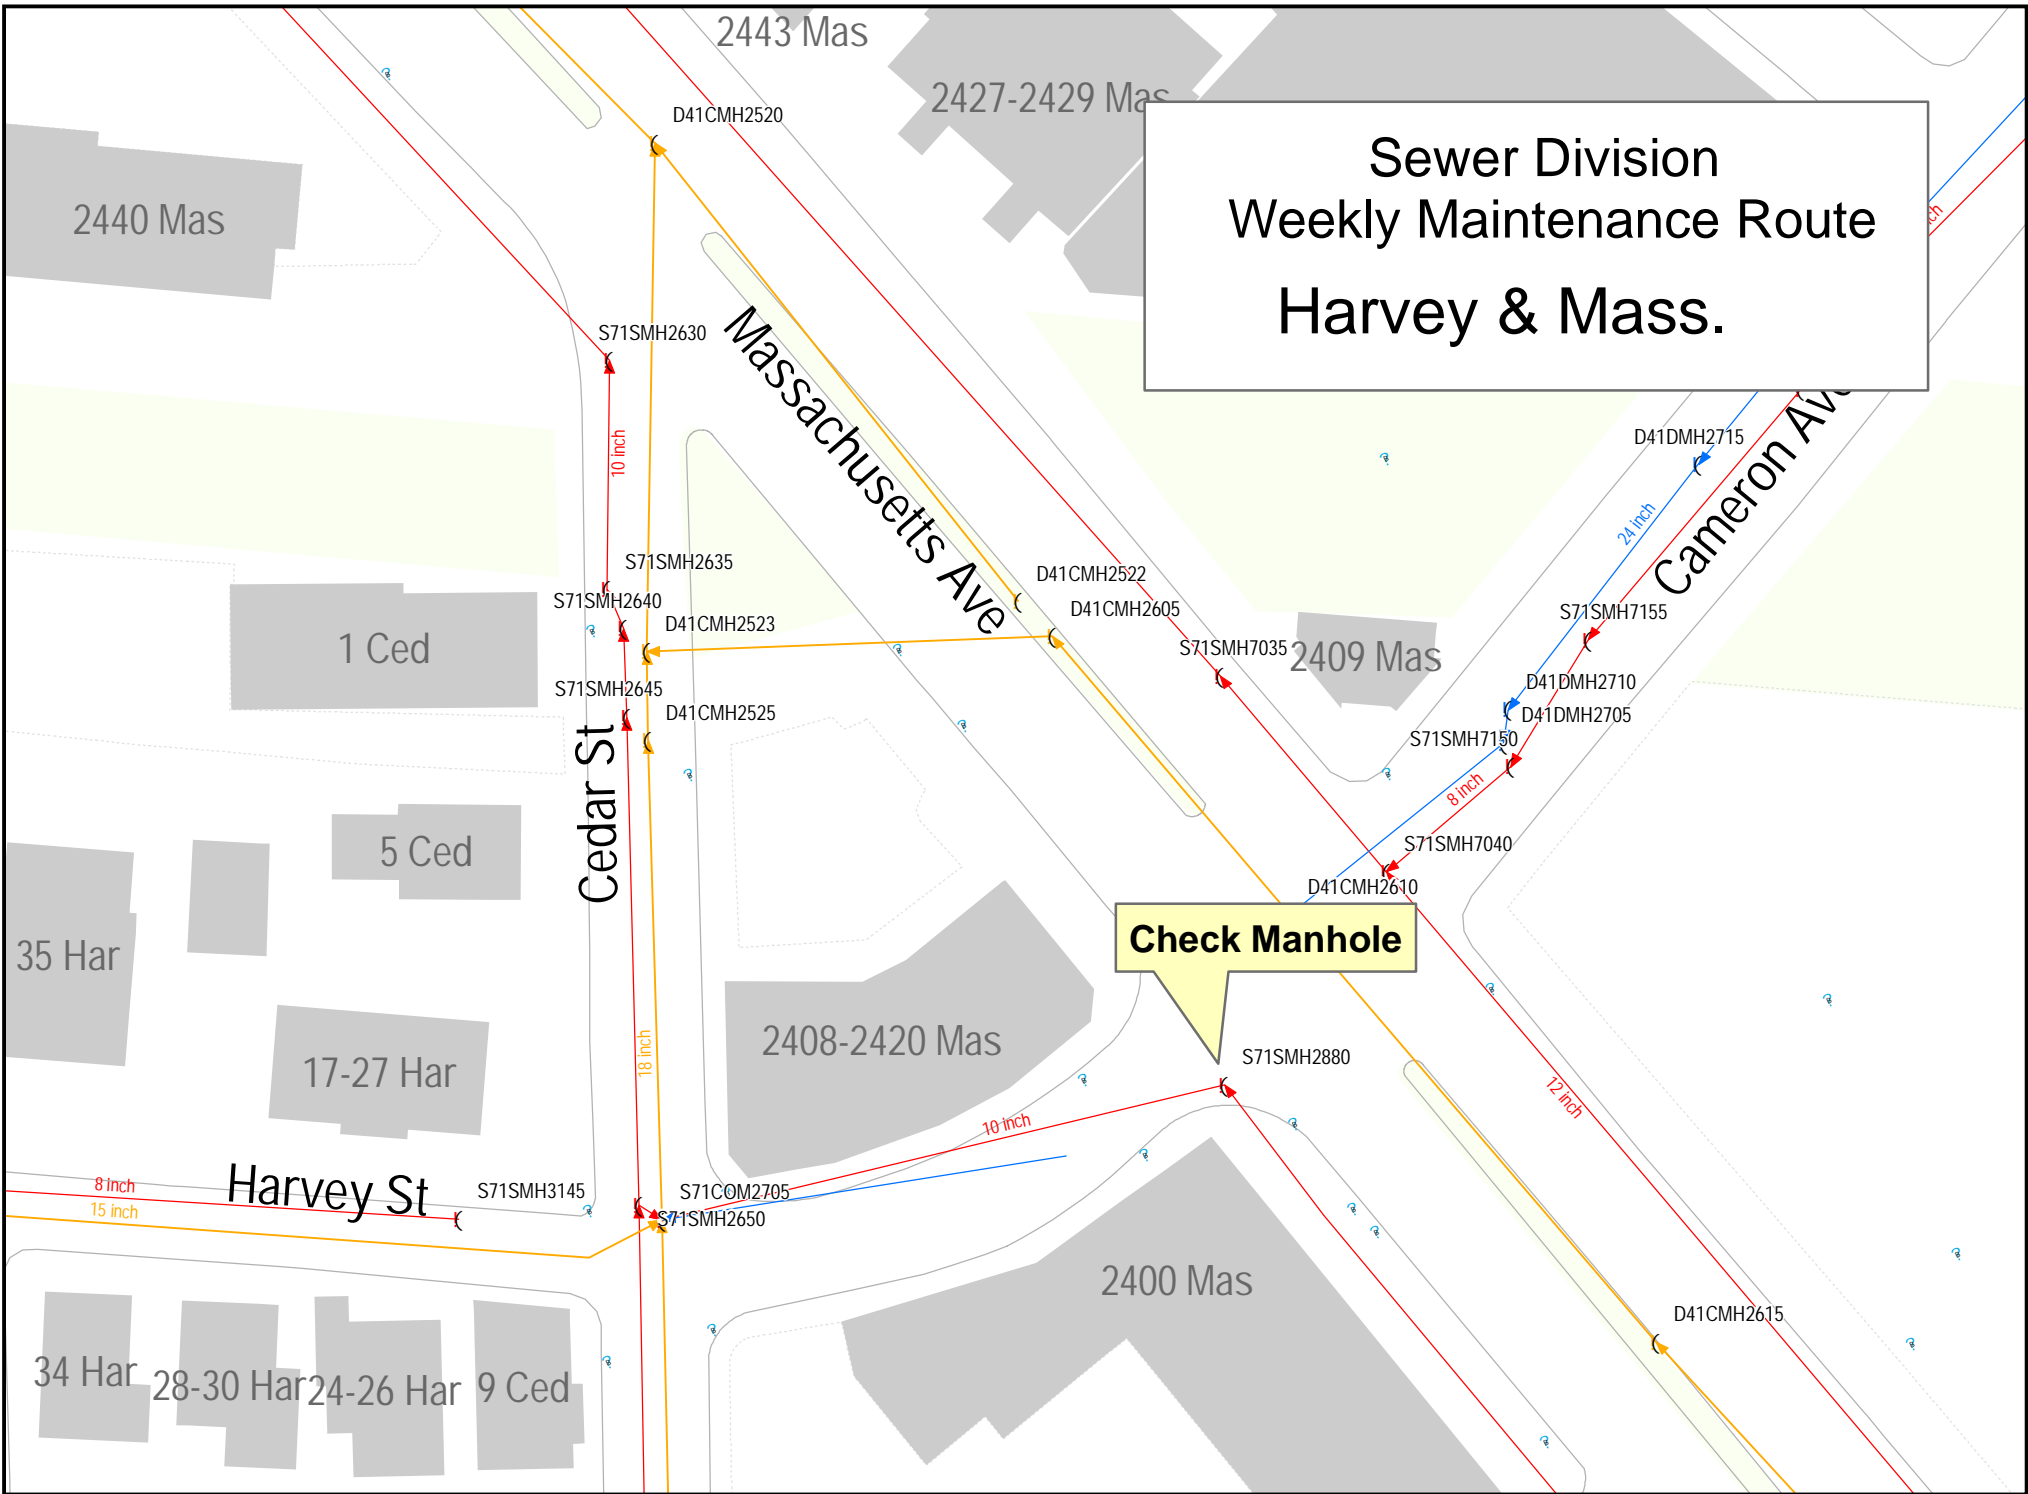 2443 Mas
2427-2429 Mas
D41CMH2520
Sewer Division
Weekly Maintenance Route
Harvey & Mass.
2440 Mas
S71SMH2630
Massachusetts Ave
10 inch
D41DMH2715
24 inch
Cameron Ave
S71SMH2635
S71SMH2640
D41CMH2522
D41CMH2605
D41CMH2523
S71SMH7155
1 Ced
S71SMH7035
2409 Mas
S71SMH2645
D41CMH2525
D41DMH2710
D41DMH2705
S71SMH7150
8 inch
Cedar St
5 Ced
S71SMH7040
D41CMH2610
Check Manhole
35 Har
17-27 Har
18 inch
2408-2420 Mas
S71SMH2880
12 inch
10 inch
8 inch
15 inch
Harvey St
S71SMH3145
S71COM2705
S71SMH2650
2400 Mas
D41CMH2615
34 Har
28-30 Har
24-26 Har
9 Ced